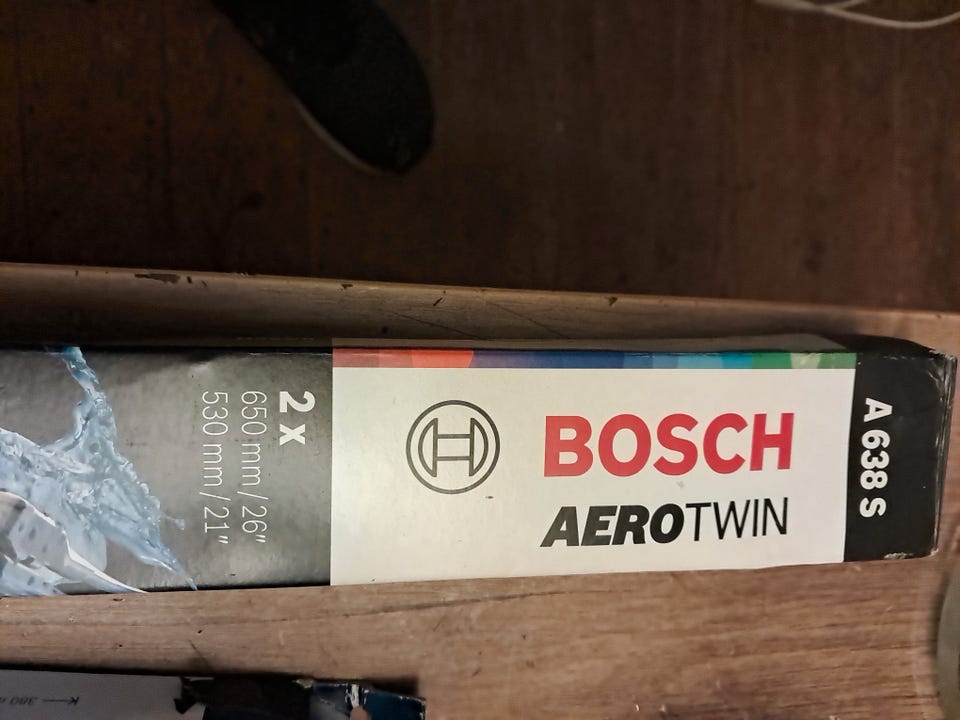 BOSCH
AEROTWIN
A 638 S
2 x
650 mm / 26"
530 mm / 21"